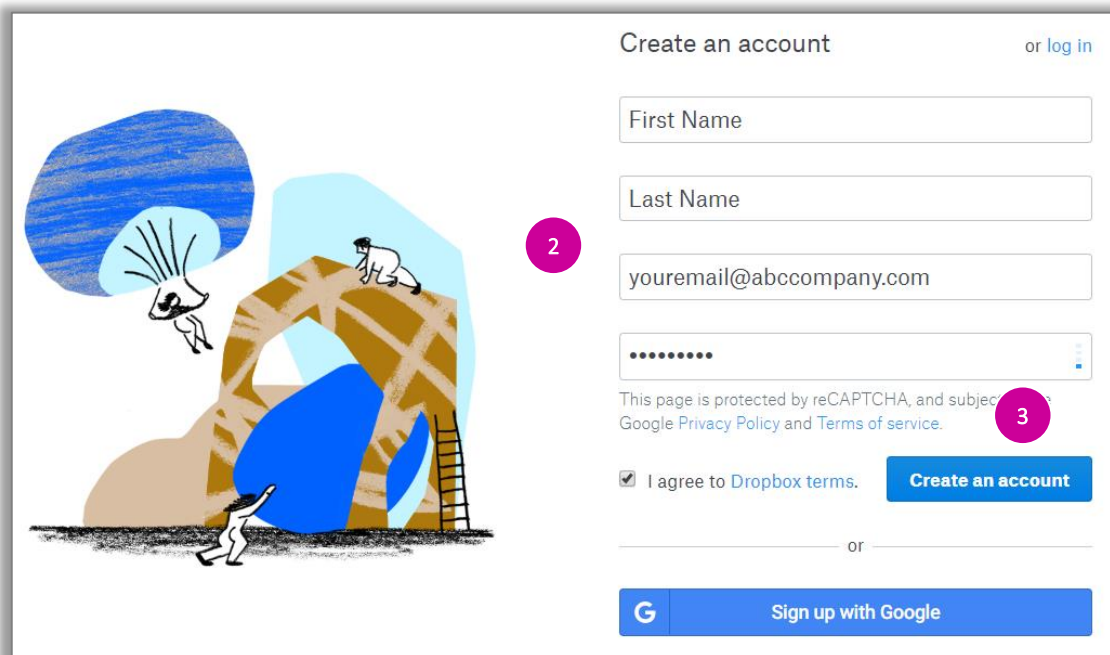 Create an account
or log in
First Name
Last Name
2
youremail@abccompany.com
•••••••••
This page is protected by reCAPTCHA, and subject
3
Google Privacy Policy and Terms of service.
I agree to Dropbox terms.
Create an account
or
G
Sign up with Google